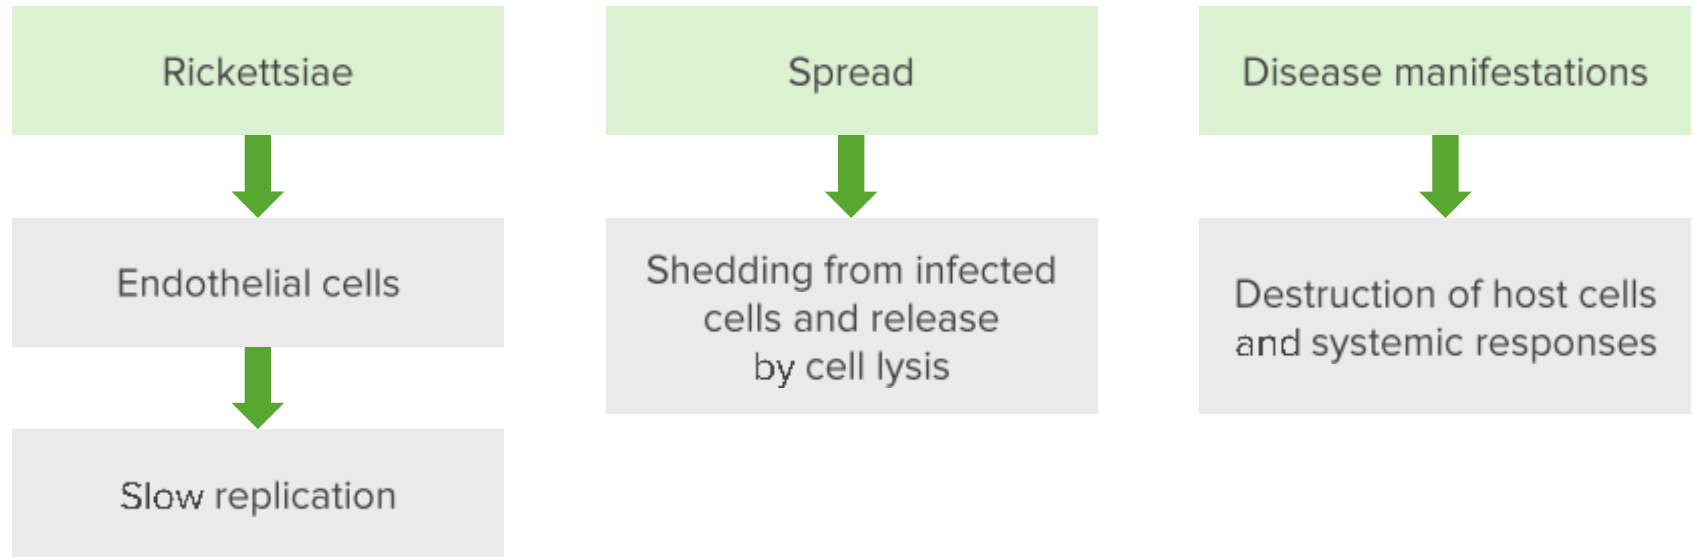 Rickettsiae
Endothelial cells
Slow replication
Spread
Shedding from infected
cells and release
by cell lysis
Disease manifestations
Destruction of host cells
and systemic responses